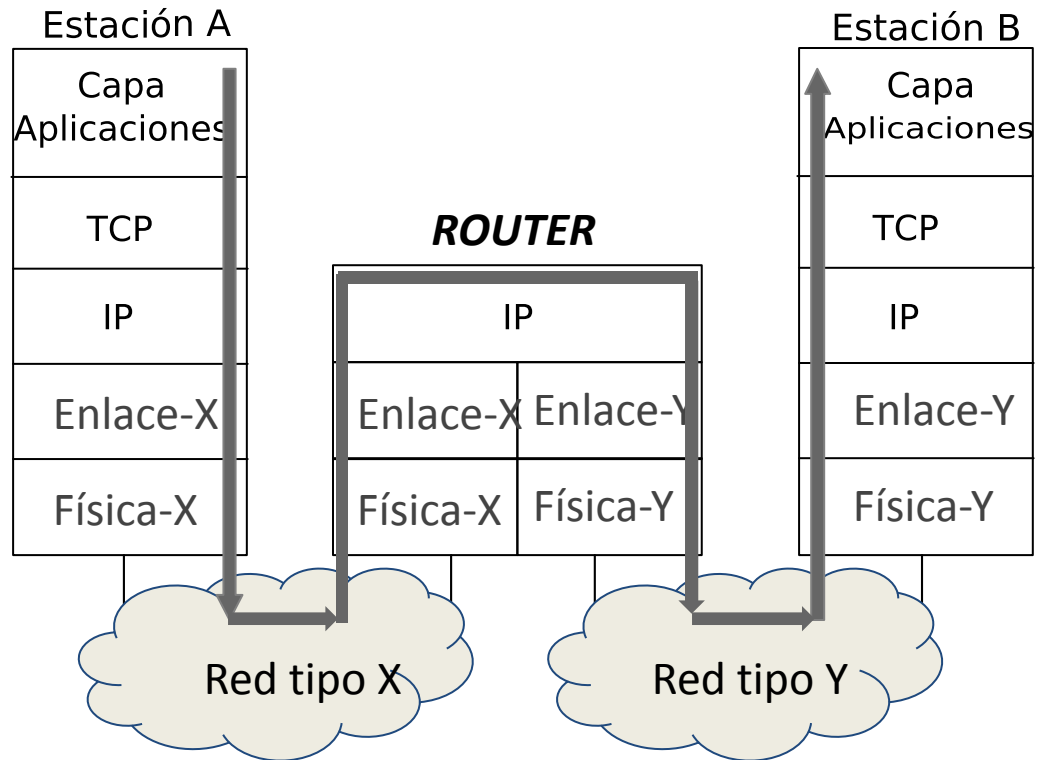 Estación A
Capa
Aplicaciones
TCP
IP
Enlace-X
Física-X
ROUTER
IP
Enlace-X
Enlace-Y
Física-X
Física-Y
Estación B
Capa
Aplicaciones
TCP
IP
Enlace-Y
Física-Y
Red tipo X
Red tipo Y